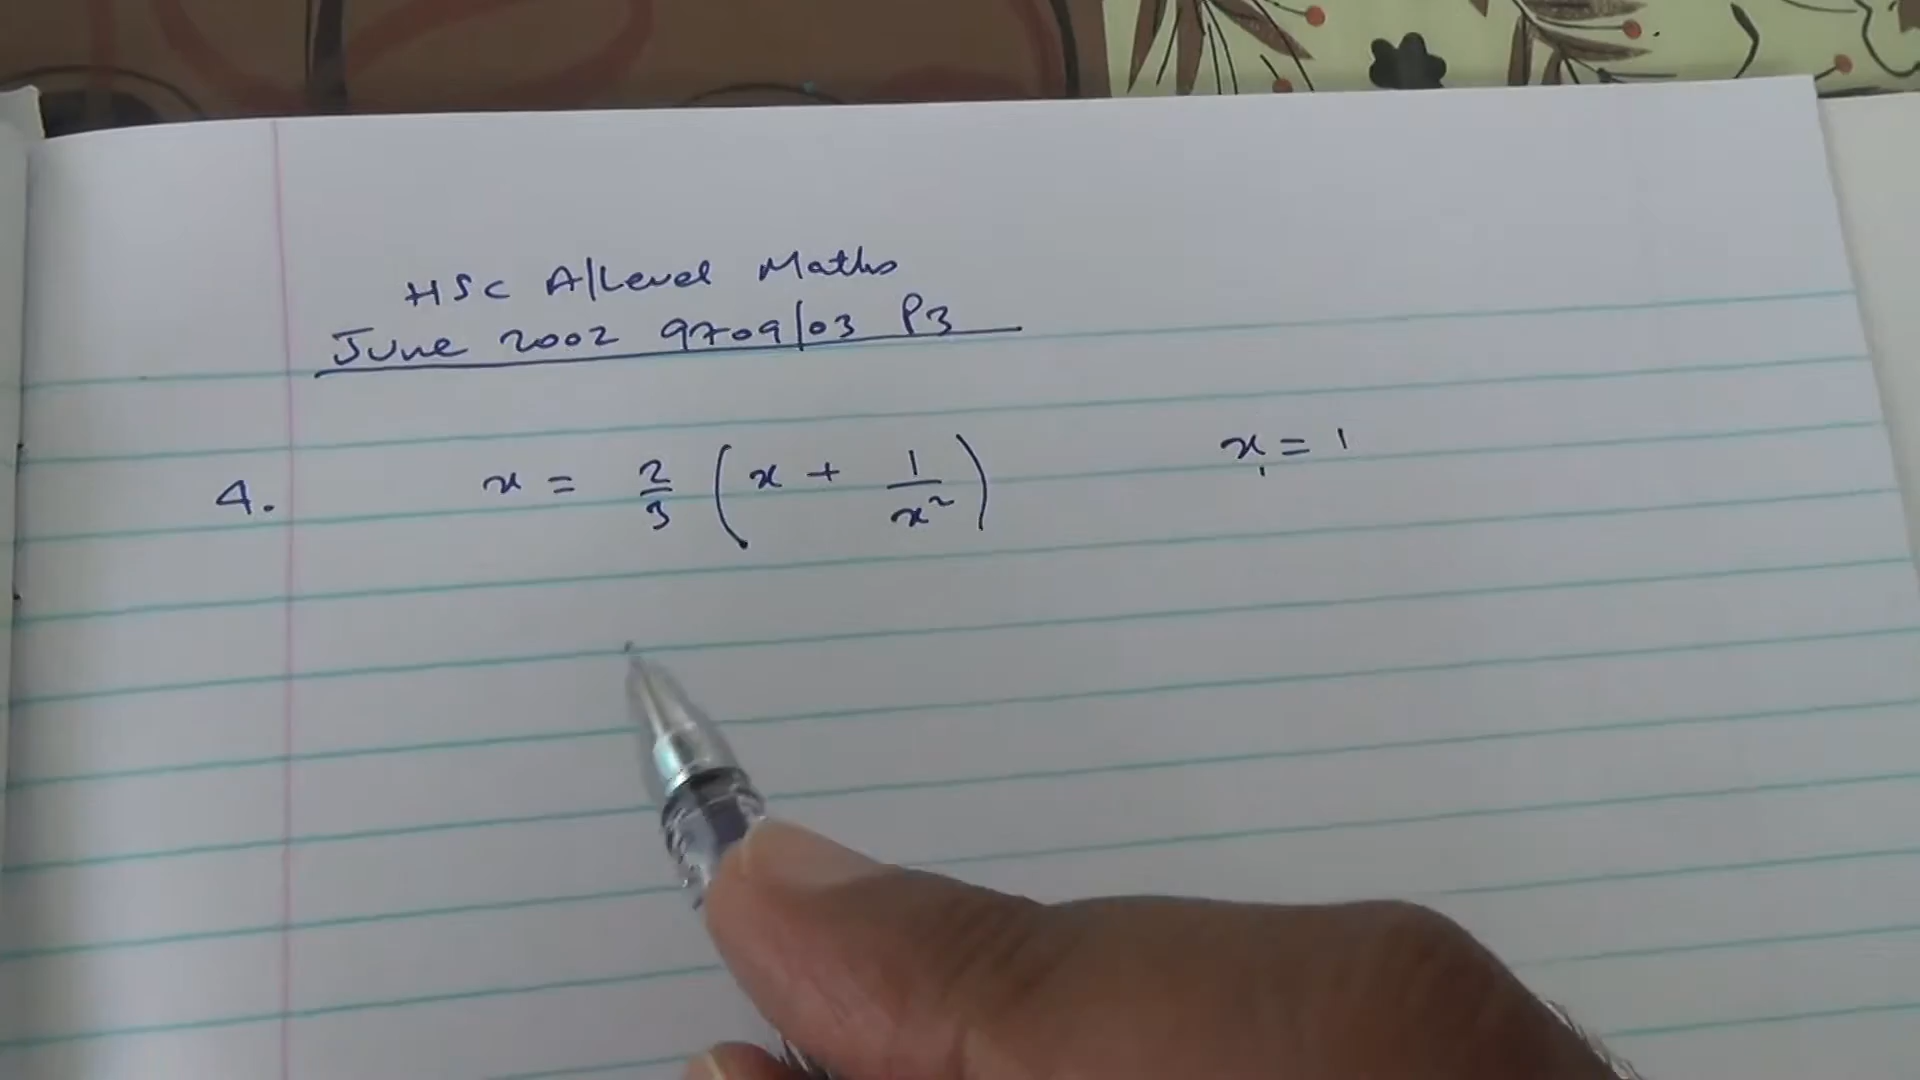 HSC A/Level Maths
June 2002 9709/03 P3
4. x = 2/3 (x + 1/x²) x₁ = 1